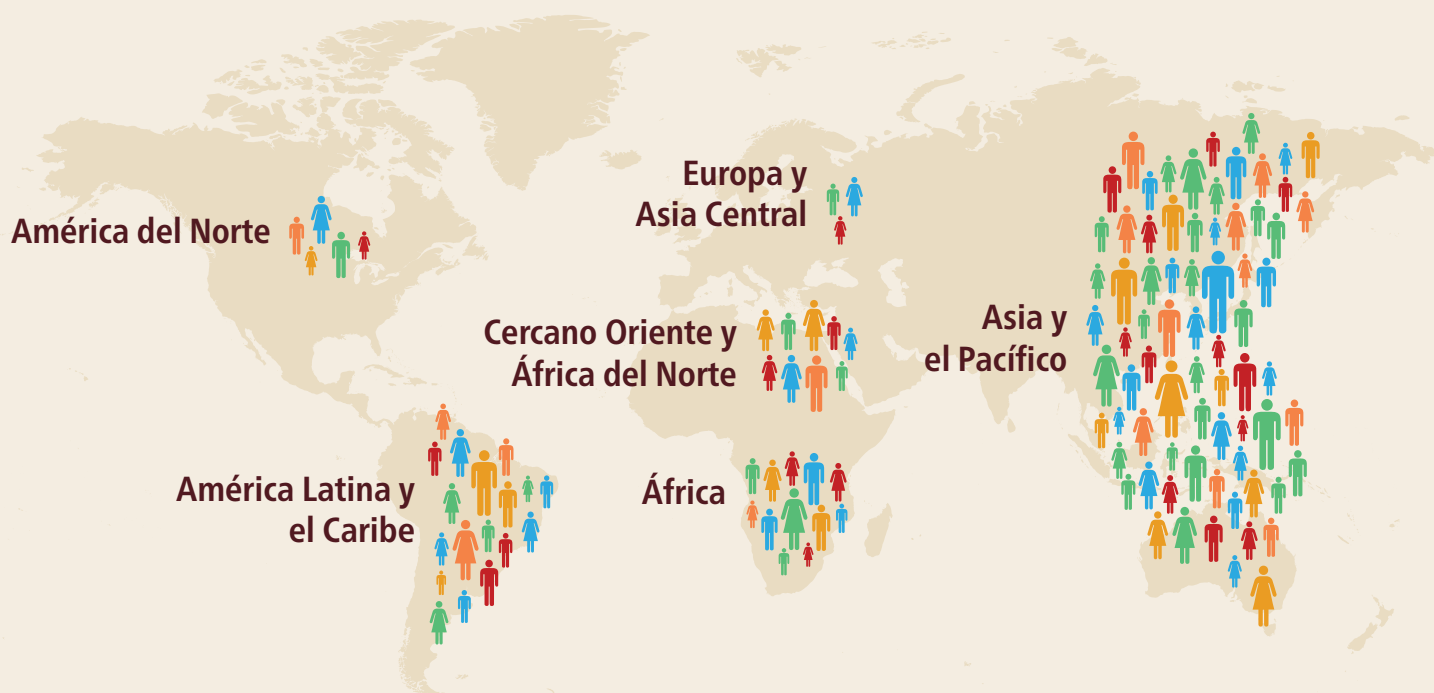 América del Norte
Europa y
Asia Central
Cercano Oriente y
África del Norte
Asia y
el Pacífico
América Latina y
el Caribe
África